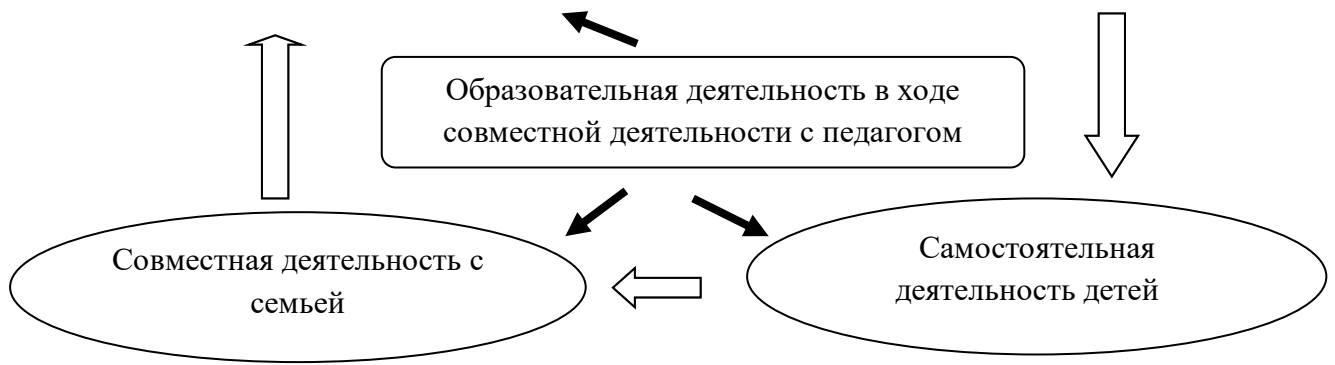 Образовательная деятельность в ходе
совместной деятельности с педагогом
Совместная деятельность с
семьей
Самостоятельная
деятельность детей